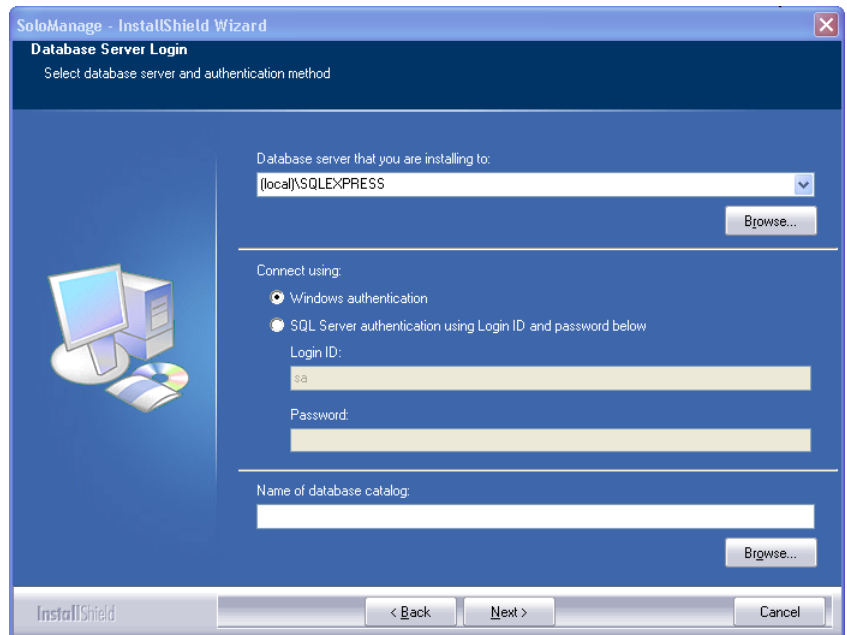 SoloManage - InstallShield Wizard
Database Server Login
Select database server and authentication method
Database server that you are installing to:
(local)\SQLEXPRESS
Browse...
Connect using:
Windows authentication
SQL Server authentication using Login ID and password below
Login ID:
sa
Password:
Name of database catalog:
Browse...
InstallShield
< Back
Next >
Cancel